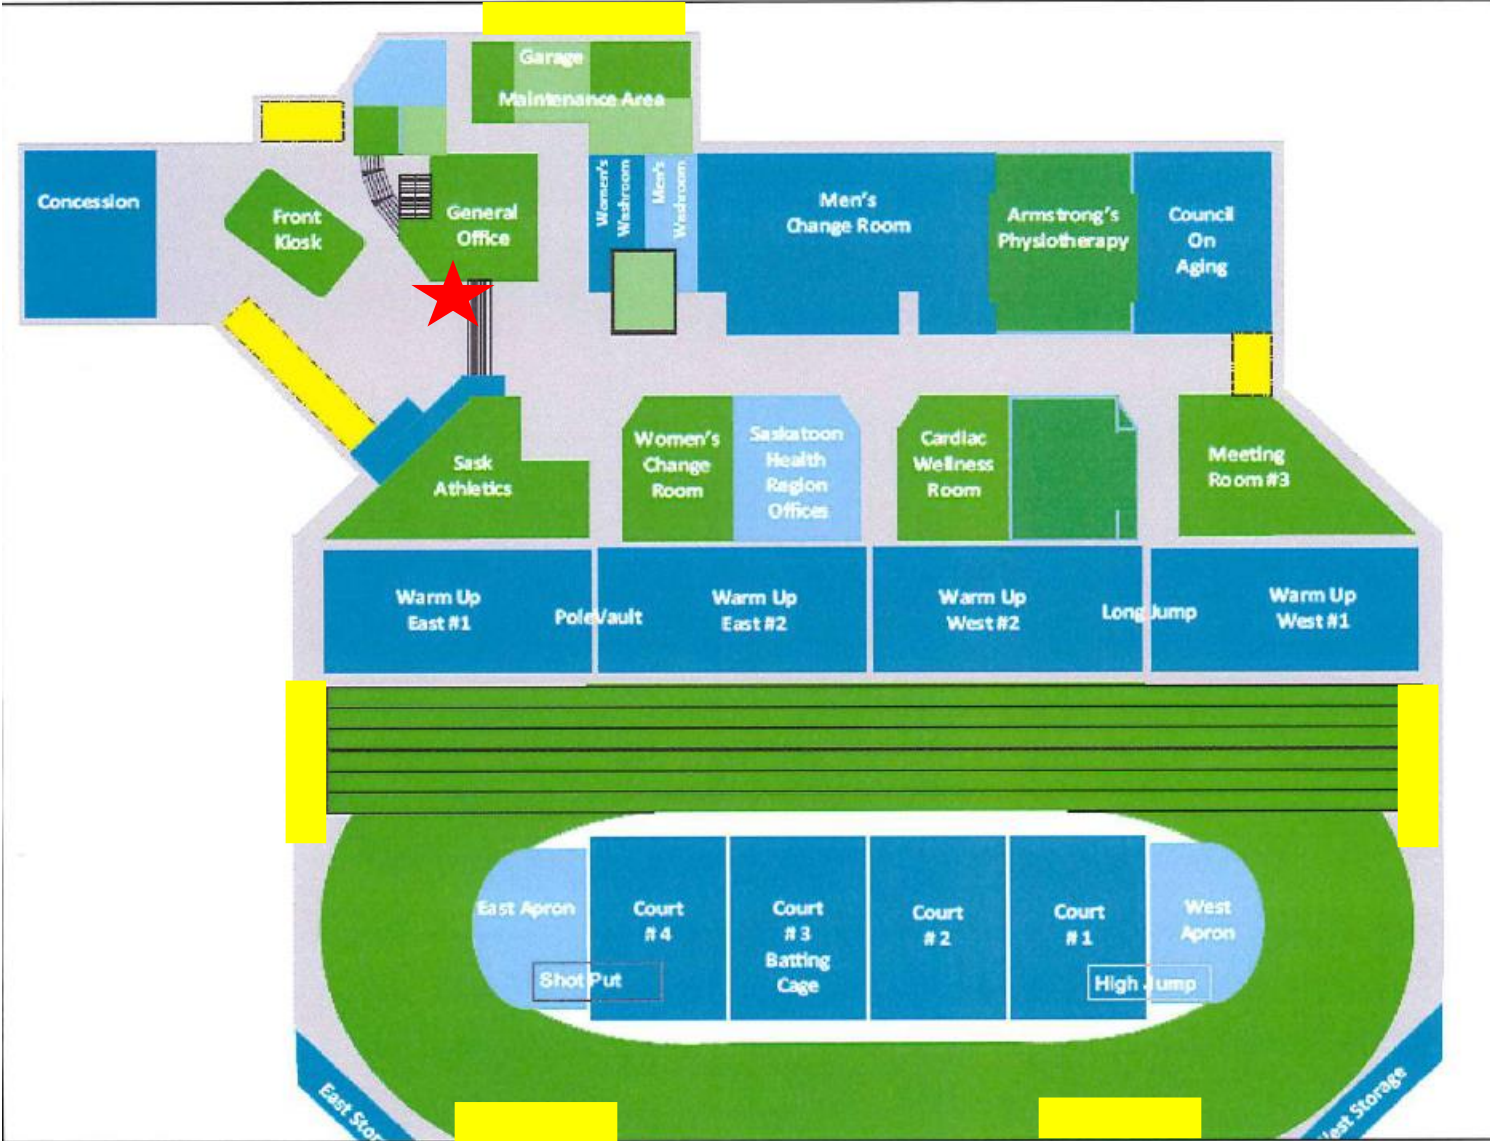 Garage
Maintenance Area
Concession
Front
Kiosk
General
Office
Women's
Washroom
Men's
Washroom
Men's
Change Room
Armstrong's
Physiotherapy
Council
On
Aging
Sask
Athletics
Women's
Change
Room
Saskatoon
Health
Region
Offices
Cardiac
Wellness
Room
Meeting
Room #3
Warm Up
East #1
Pole Vault
Warm Up
East #2
Warm Up
West #2
Long Jump
Warm Up
West #1
East Apron
Shot Put
Court
# 4
Court
# 3
Batting
Cage
Court
# 2
Court
# 1
West
Apron
High Jump
East Stor
est Storage